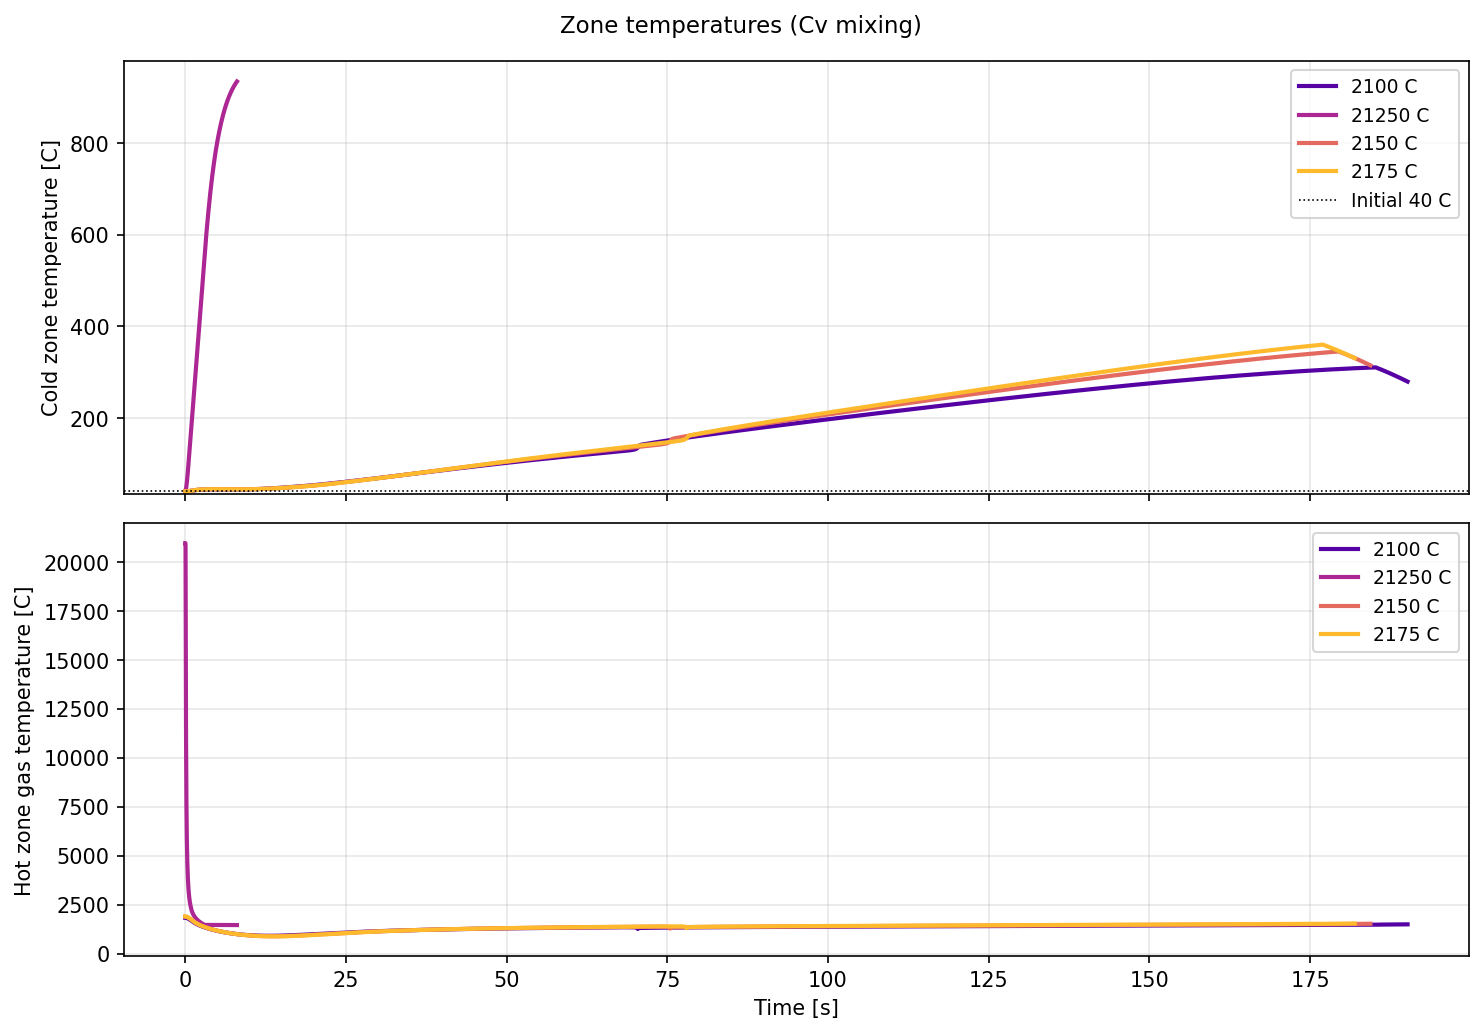 Zone temperatures (Cv mixing)
Cold zone temperature [C]
800
600
400
200
2100 C
21250 C
2150 C
2175 C
Initial 40 C
Hot zone gas temperature [C]
20000
17500
15000
12500
10000
7500
5000
2500
0
2100 C
21250 C
2150 C
2175 C
0 25 50 75 100 125 150 175
Time [s]